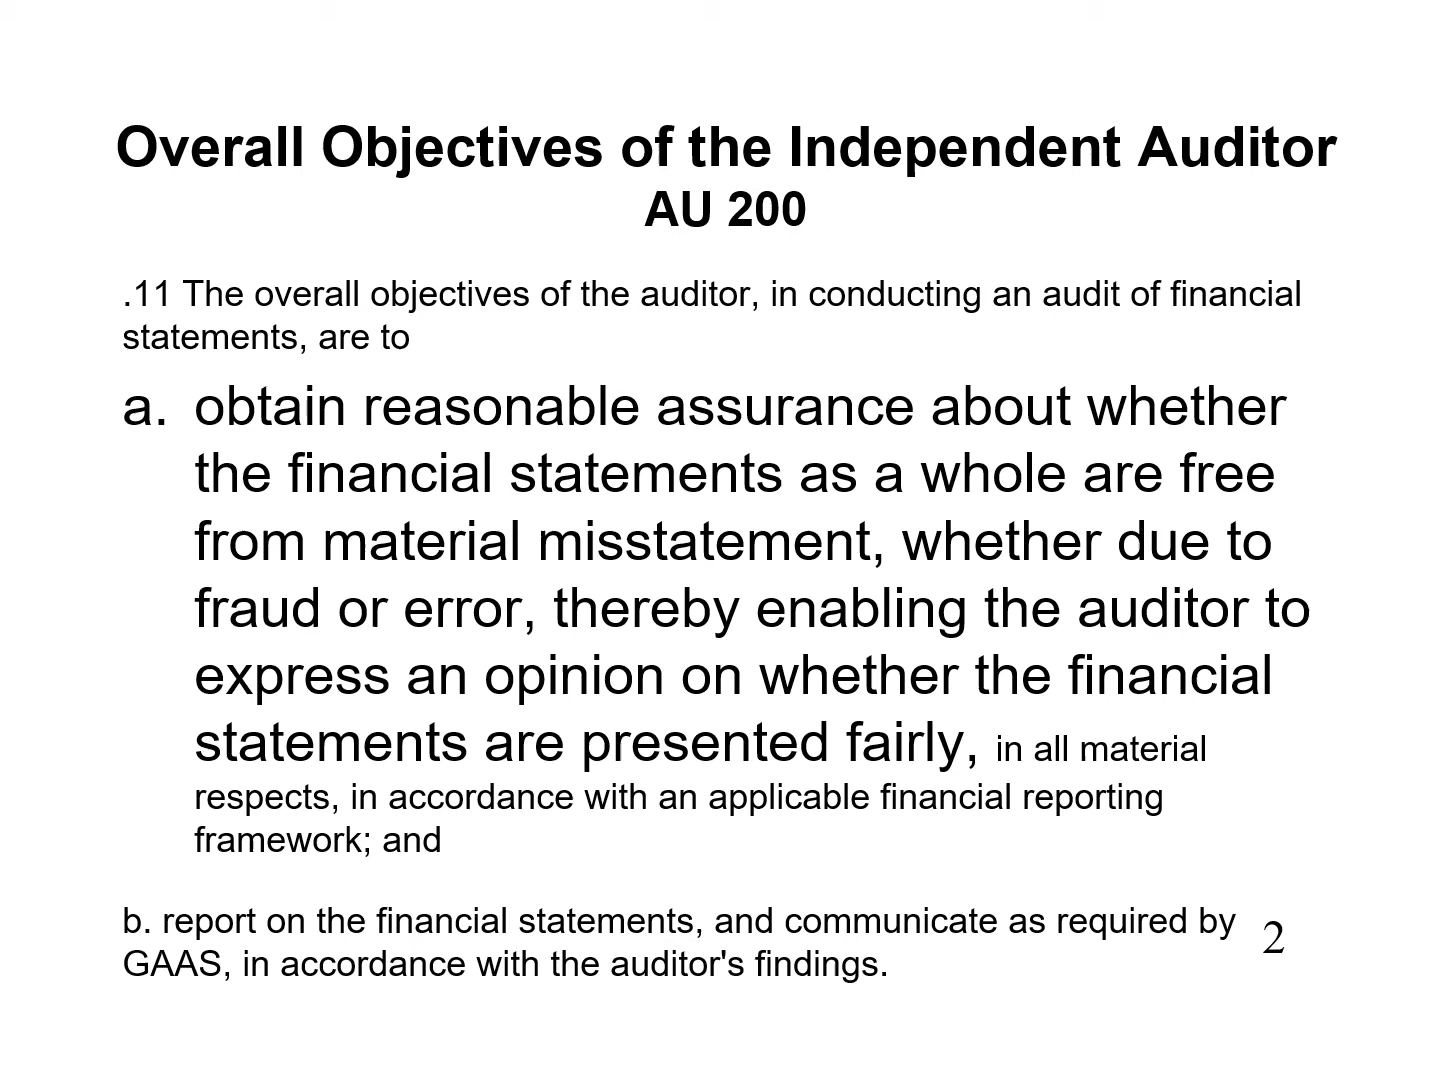 Overall Objectives of the Independent Auditor
AU 200
.11 The overall objectives of the auditor, in conducting an audit of financial
statements, are to
a. obtain reasonable assurance about whether
the financial statements as a whole are free
from material misstatement, whether due to
fraud or error, thereby enabling the auditor to
express an opinion on whether the financial
statements are presented fairly, in all material
respects, in accordance with an applicable financial reporting
framework; and
b. report on the financial statements, and communicate as required by
GAAS, in accordance with the auditor's findings.
2